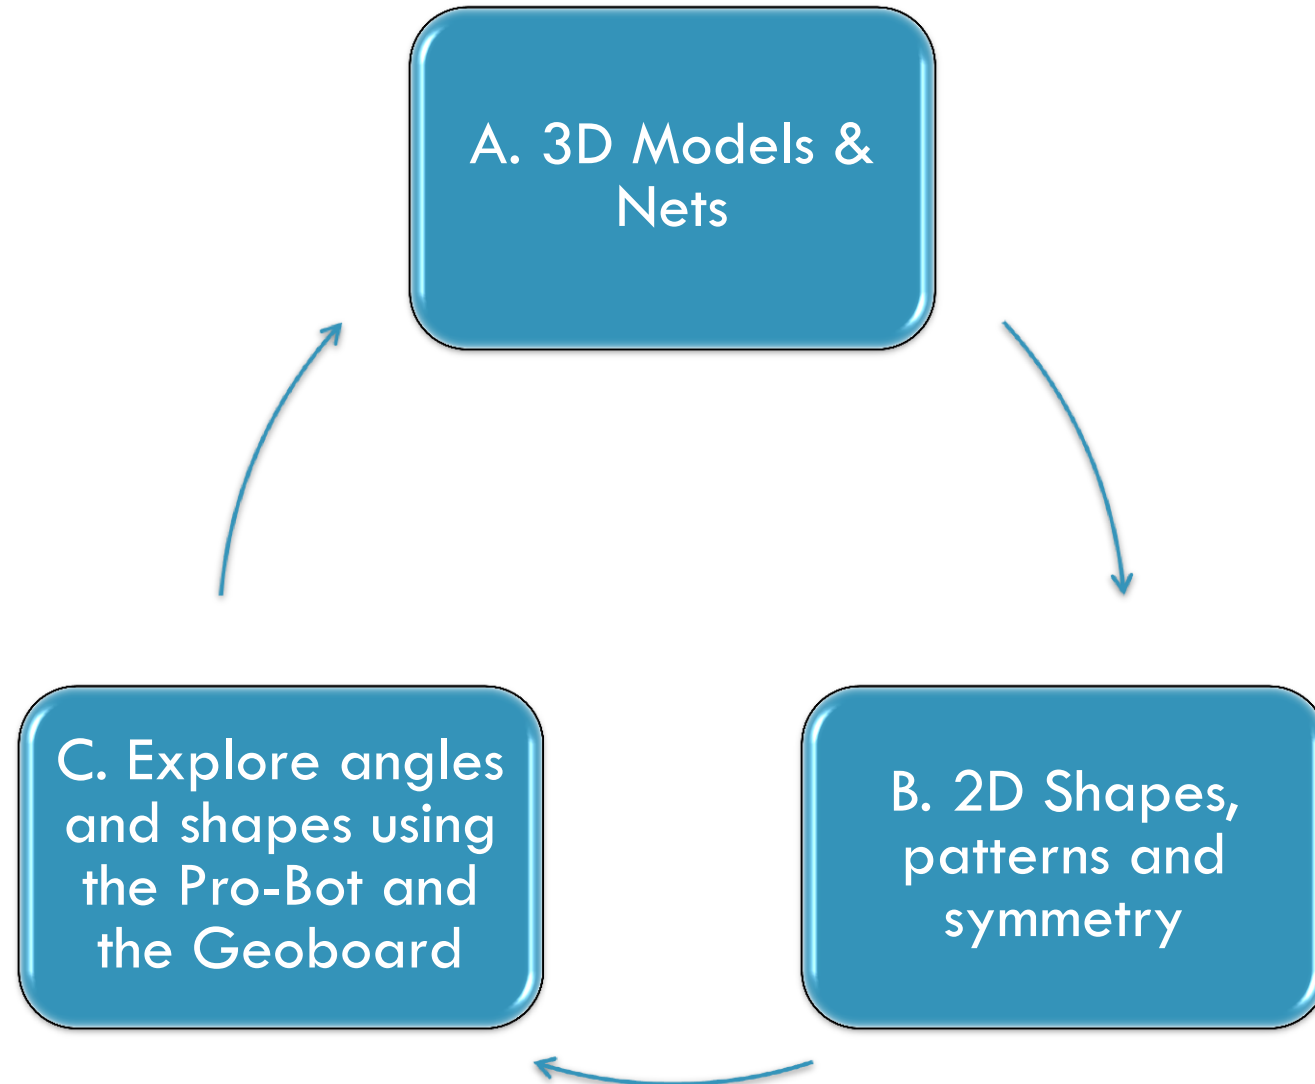 A. 3D Models &
Nets
B. 2D Shapes,
patterns and
symmetry
C. Explore angles
and shapes using
the Pro-Bot and
the Geoboard